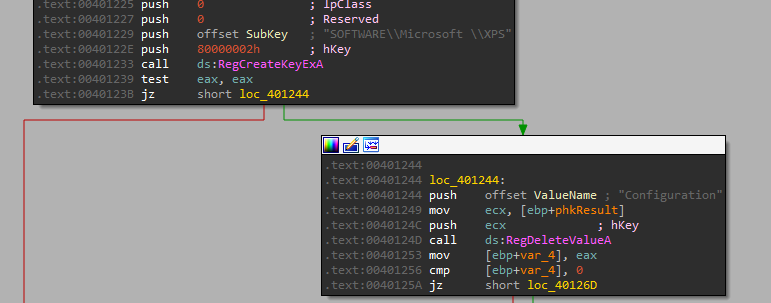 .text:00401225 push 0 ; lpClass
.text:00401227 push 0 ; Reserved
.text:00401229 push offset SubKey ; "SOFTWARE\\Microsoft \\XPS"
.text:0040122E push 80000002h ; hKey
.text:00401233 call ds:RegCreateKeyExA
.text:00401239 test eax, eax
.text:0040123B jz short loc_401244
.text:00401244
.text:00401244 loc_401244:
.text:00401244 push offset ValueName ; "Configuration"
.text:00401249 mov ecx, [ebp+phkResult]
.text:0040124C push ecx ; hKey
.text:0040124D call ds:RegDeleteValueA
.text:00401253 mov [ebp+var_4], eax
.text:00401256 cmp [ebp+var_4], 0
.text:0040125A jz short loc_40126D